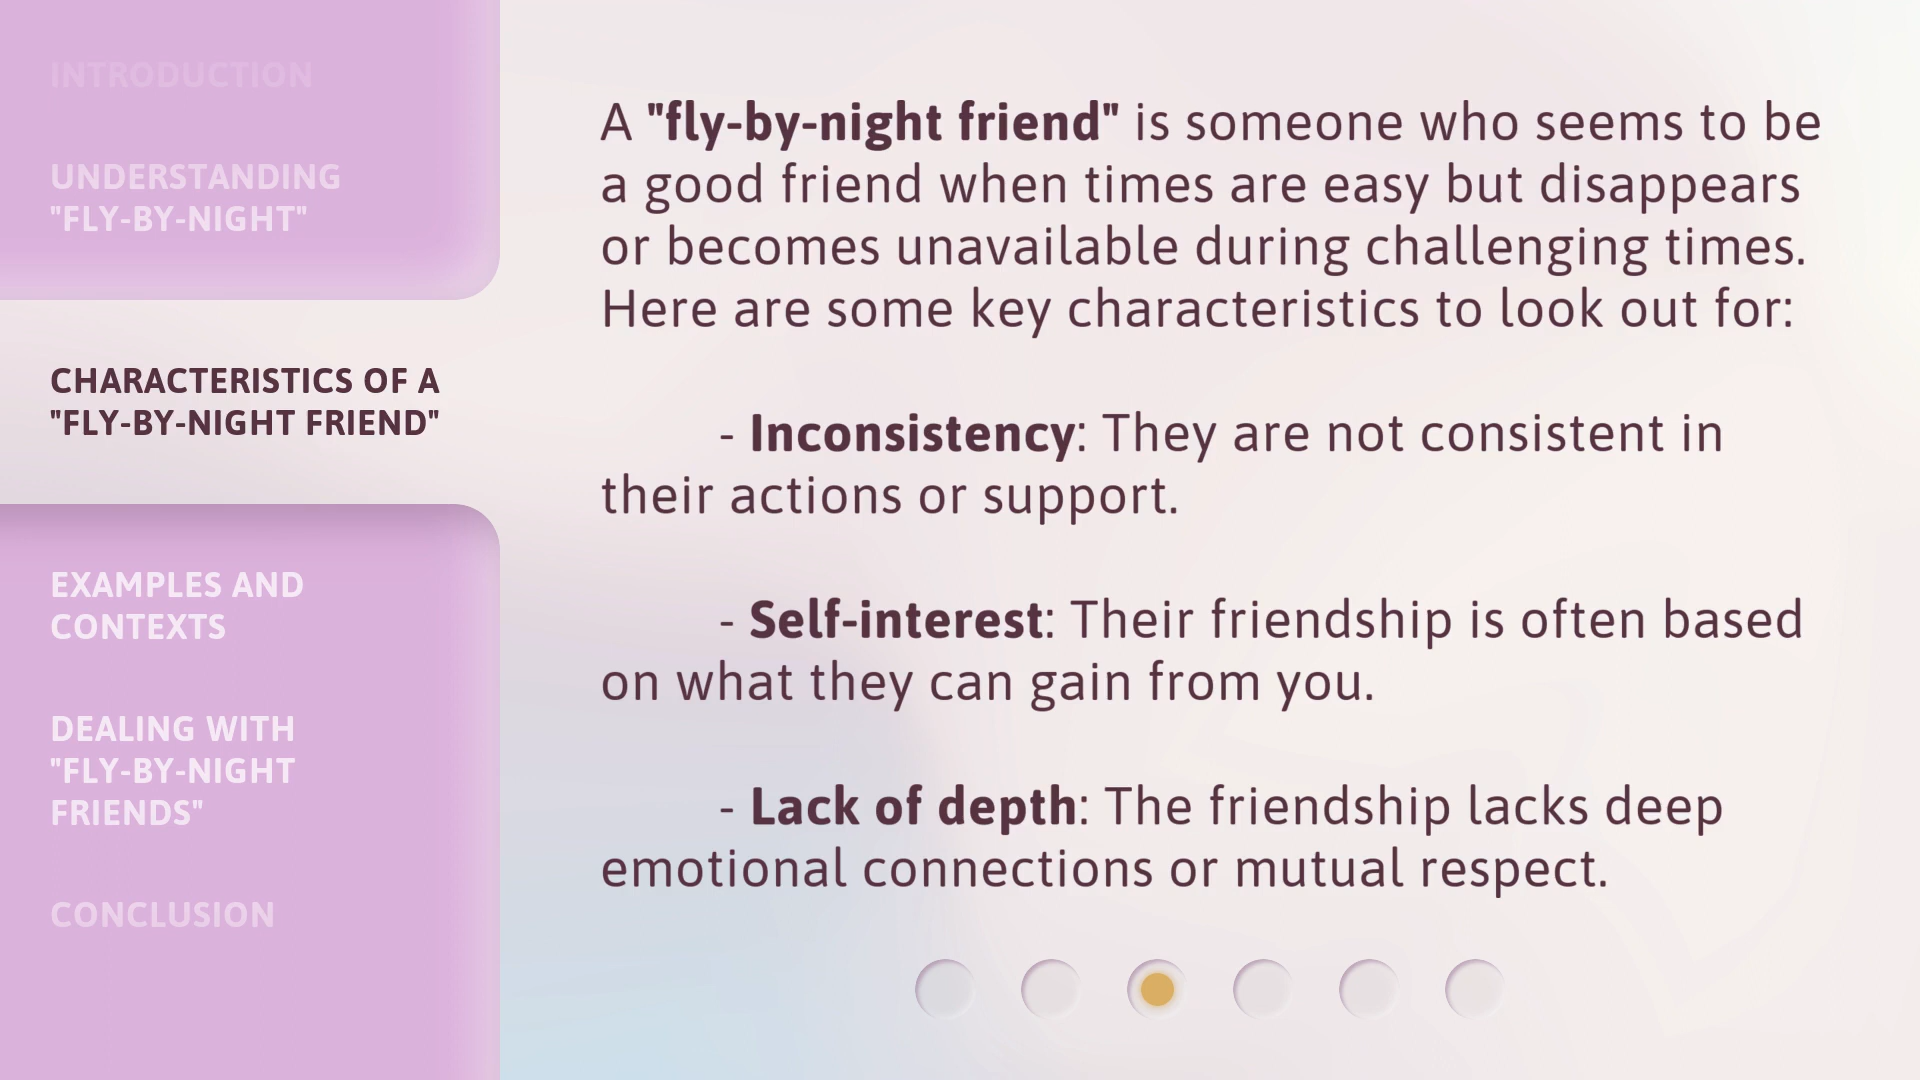 INTRODUCTION
UNDERSTANDING
"FLY-BY-NIGHT"
CHARACTERISTICS OF A
"FLY-BY-NIGHT FRIEND"
EXAMPLES AND
CONTEXTS
DEALING WITH
"FLY-BY-NIGHT
FRIENDS"
CONCLUSION
A "fly-by-night friend" is someone who seems to be
a good friend when times are easy but disappears
or becomes unavailable during challenging times.
Here are some key characteristics to look out for:
- Inconsistency: They are not consistent in
their actions or support.
- Self-interest: Their friendship is often based
on what they can gain from you.
- Lack of depth: The friendship lacks deep
emotional connections or mutual respect.